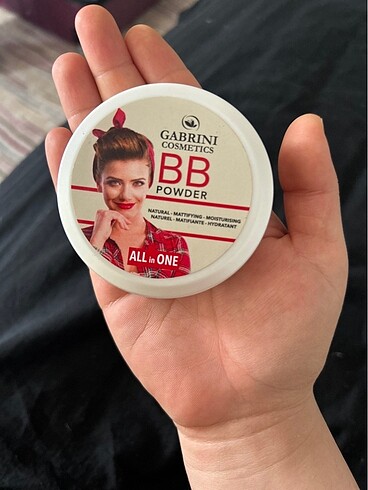 GABRINI
COSMETICS
BB
POWDER
NATURAL - MATTIFYING - MOISTURISING
NATUREL - MATIFIANTE - HYDRATANT
ALL in ONE